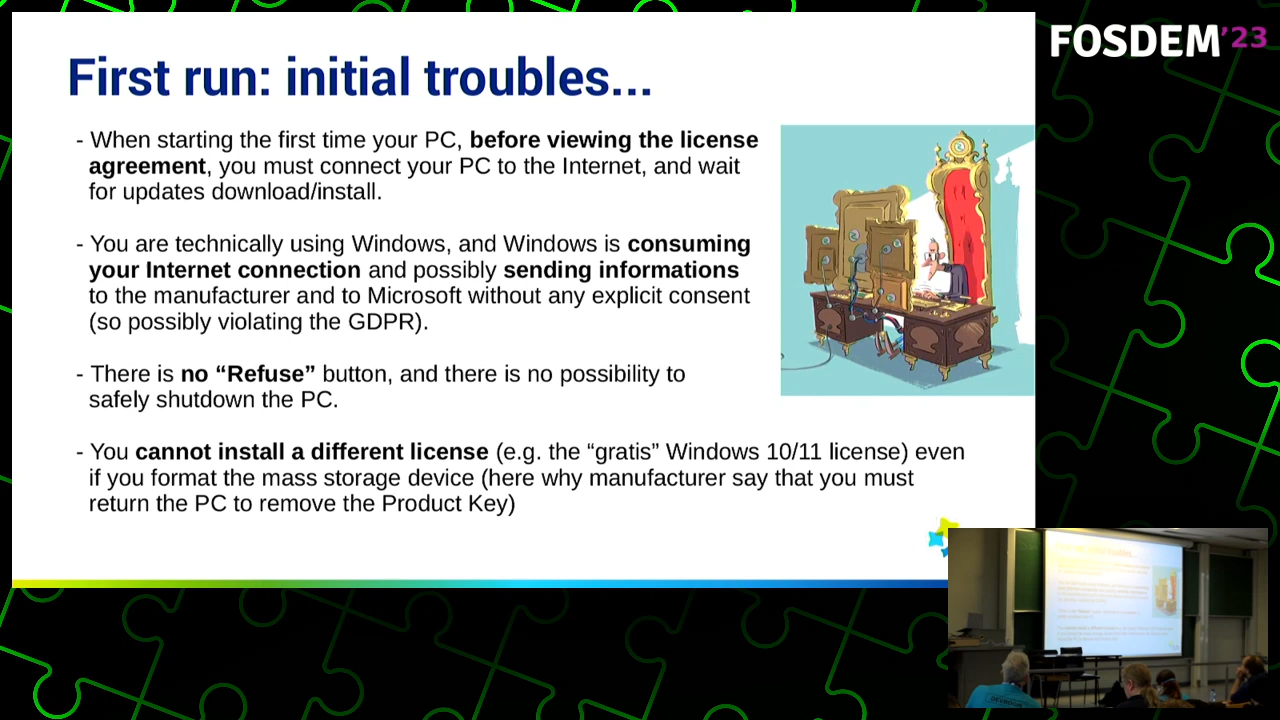 FOSDEM'23
First run: initial troubles...
- When starting the first time your PC, before viewing the license
agreement, you must connect your PC to the Internet, and wait
for updates download/install.
- You are technically using Windows, and Windows is consuming
your Internet connection and possibly sending informations
to the manufacturer and to Microsoft without any explicit consent
(so possibly violating the GDPR).
- There is no “Refuse” button, and there is no possibility to
safely shutdown the PC.
- You cannot install a different license (e.g. the “gratis” Windows 10/11 license) even
if you format the mass storage device (here why manufacturer say that you must
return the PC to remove the Product Key)